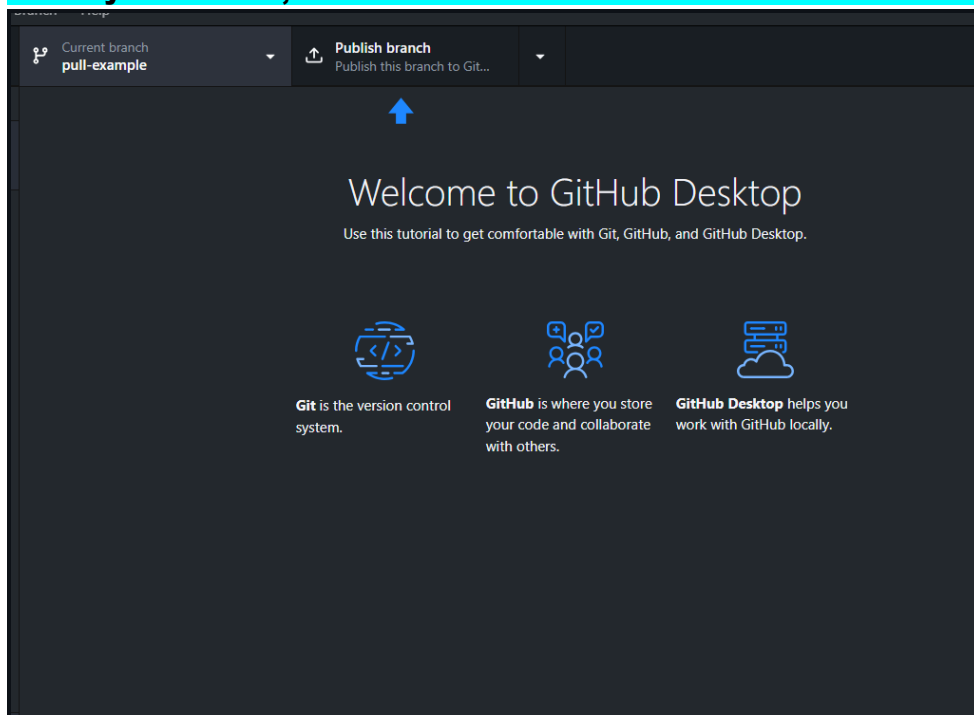 Current branch
pull-example
Publish branch
Publish this branch to Git...
Welcome to GitHub Desktop
Use this tutorial to get comfortable with Git, GitHub, and GitHub Desktop.
Git is the version control
system.
GitHub is where you store
your code and collaborate
with others.
GitHub Desktop helps you
work with GitHub locally.